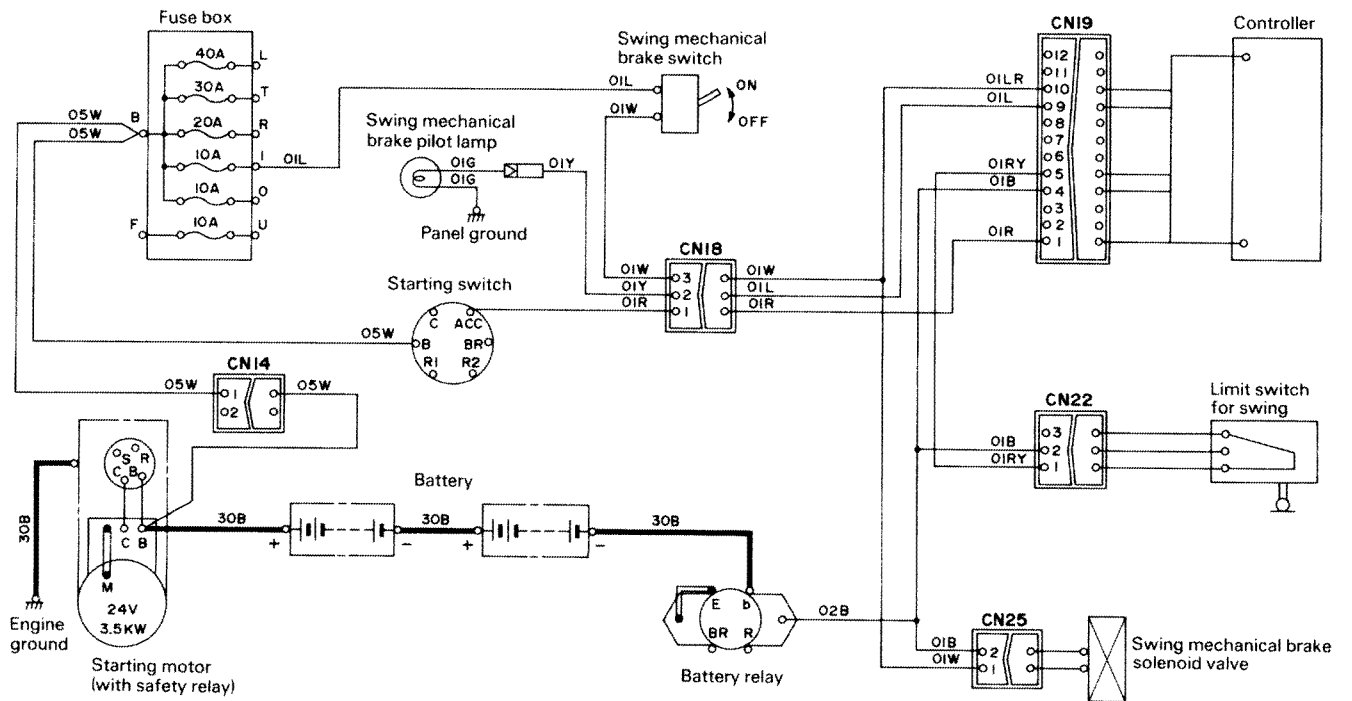 Fuse box
40A
L
30A
T
20A
R
10A
I
10A
O
10A
U
B
F
05W
05W
01L
Swing mechanical
brake switch
01L
01W
ON
OFF
Swing mechanical
brake pilot lamp
01G
01G
01Y
Panel ground
Starting switch
C
ACC
B
BR
R1
R2
05W
CN18
01W
01Y
01R
3
2
1
01W
01L
01R
CN19
01LR
01L
01RY
01B
01R
12
11
10
9
8
7
6
5
4
3
2
1
Controller
CN14
05W
1
2
05W
S
R
C
B
C
B
M
24V
3.5KW
30B
Engine
ground
Starting motor
(with safety relay)
Battery
30B
+
-
30B
+
-
30B
E
b
BR
R
Battery relay
02B
CN22
01B
01RY
3
2
1
Limit switch
for swing
CN25
01B
01W
2
1
Swing mechanical brake
solenoid valve